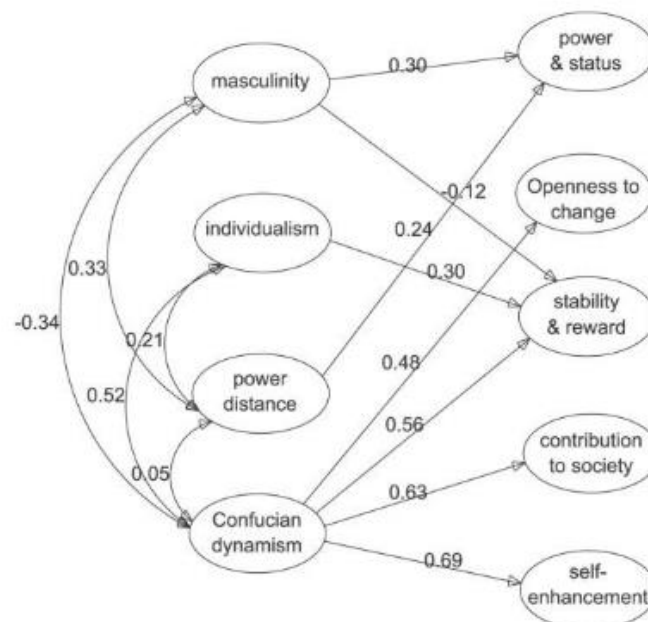 power
& status
0.30
masculinity
-0.12
Openness to
change
0.24
individualism
0.30
0.33
stability
& reward
-0.34
0.21
0.48
power
distance
0.52
0.56
contribution
to society
0.05
0.63
Confucian
dynamism
0.69
self-
enhancement